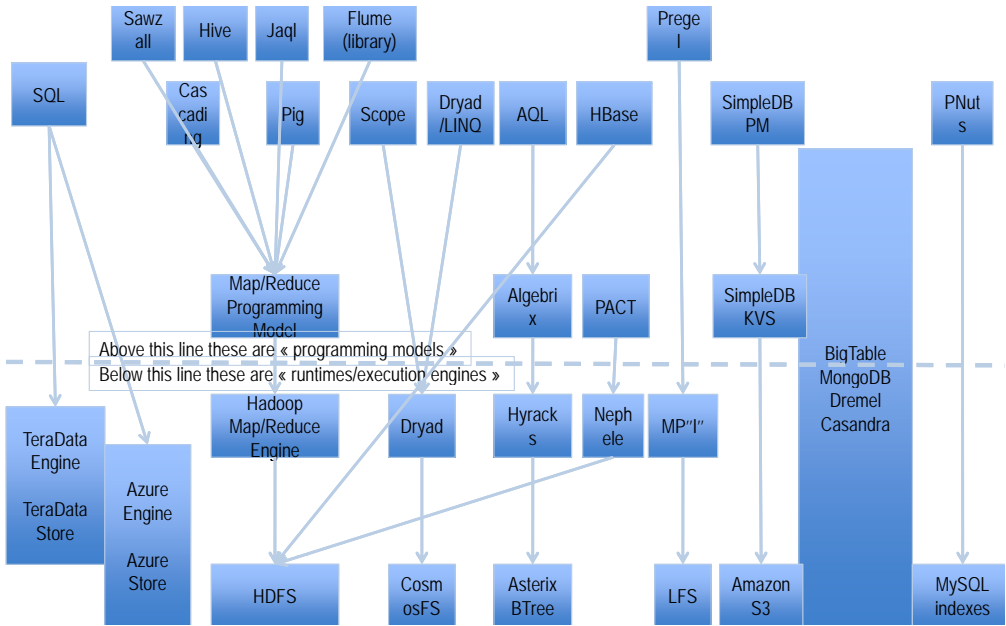 Sawz
all
Hive
Jaql
Flume
(library)
Prege
l
SQL
Cas
cadi
ng
Pig
Scope
Dryad
/LINQ
AQL
HBase
SimpleDB
PM
PNut
s
Map/Reduce
Programming
Model
Algebri
x
PACT
SimpleDB
KVS
Above this line these are « programming models »
Below this line these are « runtimes/execution engines »
BigTable
MongoDB
Dremel
Casandra
TeraData
Engine
TeraData
Store
Azure
Engine
Azure
Store
Hadoop
Map/Reduce
Engine
Dryad
Hyrack
s
Neph
ele
MP"I"
HDFS
Cosm
osFS
Asterix
BTree
LFS
Amazon
S3
MySQL
indexes